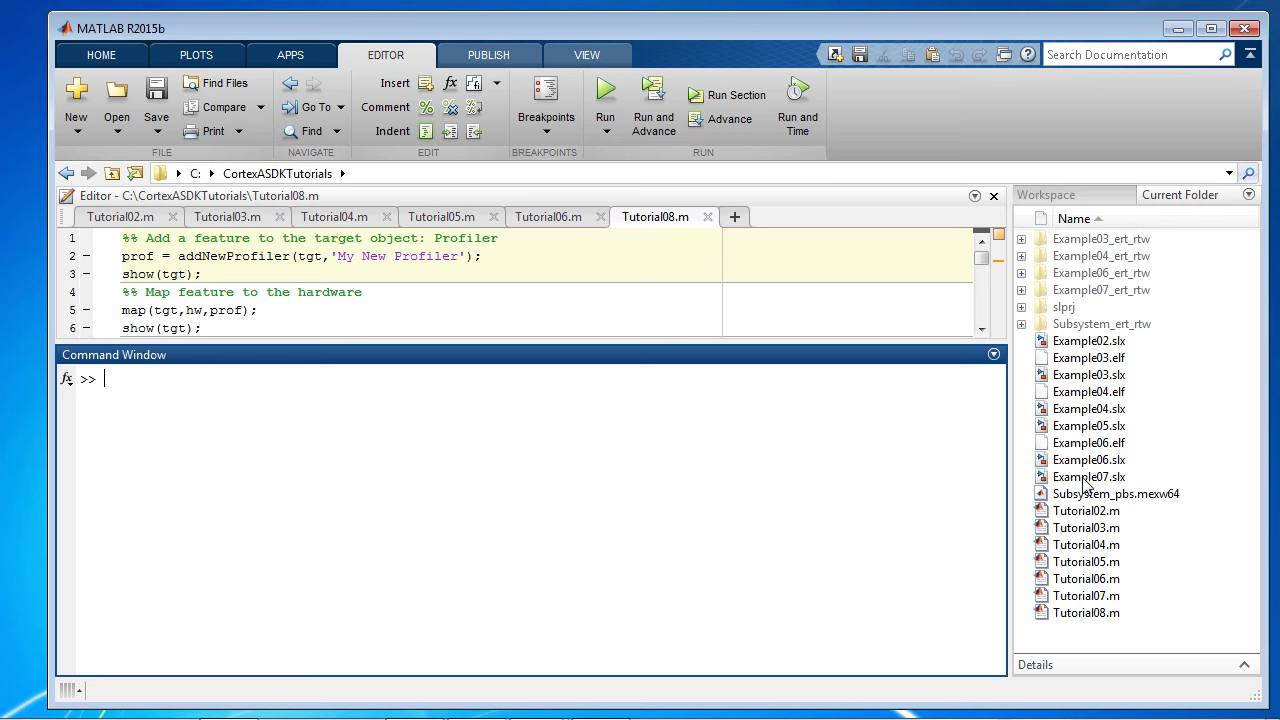 MATLAB R2015b
HOME PLOTS APPS EDITOR PUBLISH VIEW
Search Documentation
Find Files Insert fx
New Open Save Compare Go To Comment % Breakpoints Run Run and Advance Run Section Run and Time
Print Find Indent Advance
FILE NAVIGATE EDIT BREAKPOINTS RUN
C: CortexASDKTutorials
Editor - C:\CortexASDKTutorials\Tutorial08.m
Tutorial02.m Tutorial03.m Tutorial04.m Tutorial05.m Tutorial06.m Tutorial08.m
1 %% Add a feature to the target object: Profiler
2 – prof = addNewProfiler(tgt,'My New Profiler');
3 – show(tgt);
4 %% Map feature to the hardware
5 – map(tgt,hw,prof);
6 – show(tgt);
Command Window
fx >>
Workspace Current Folder
Name
Example03_ert_rtw
Example04_ert_rtw
Example06_ert_rtw
Example07_ert_rtw
slprj
Subsystem_ert_rtw
Example02.slx
Example03.elf
Example03.slx
Example04.elf
Example04.slx
Example05.slx
Example06.elf
Example06.slx
Example07.slx
Subsystem_pbs.mexw64
Tutorial02.m
Tutorial03.m
Tutorial04.m
Tutorial05.m
Tutorial06.m
Tutorial07.m
Tutorial08.m
Details